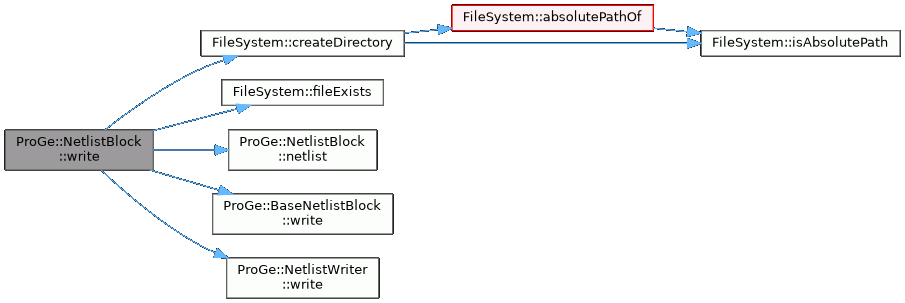 FileSystem::absolutePathOf
FileSystem::createDirectory
FileSystem::isAbsolutePath
FileSystem::fileExists
ProGe::NetlistBlock
::write
ProGe::NetlistBlock
::netlist
ProGe::BaseNetlistBlock
::write
ProGe::NetlistWriter
::write